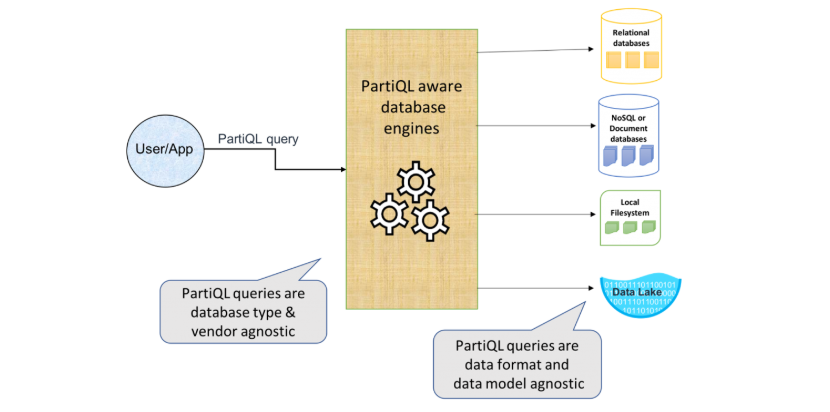 User/App
PartiQL query
PartiQL aware
database
engines
Relational
databases
NoSQL or
Document
databases
Local
Filesystem
0110011101100101
Data Lake
PartiQL queries are
database type &
vendor agnostic
PartiQL queries are
data format and
data model agnostic